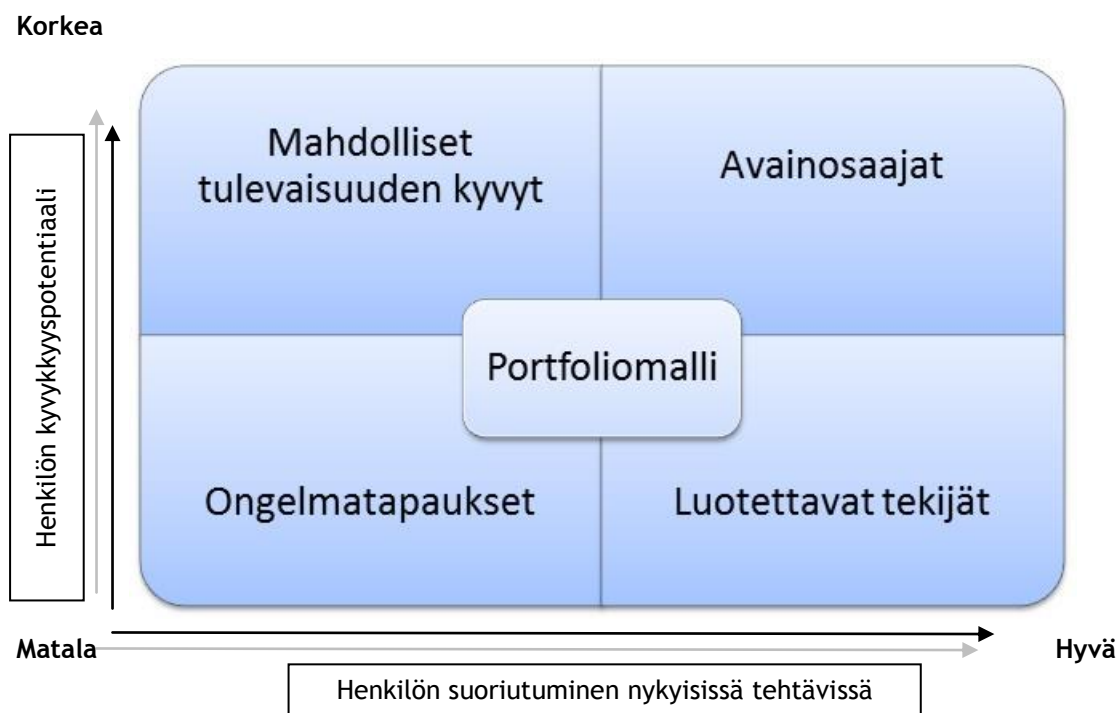 Korkea
Mahdolliset
tulevaisuuden kyvyt
Avainosaajat
Henkilön kyvykkyyspotentiaali
Portfoliomalli
Ongelmatapaukset
Luotettavat tekijät
Matala
Hyvä
Henkilön suoriutuminen nykyisissä tehtävissä